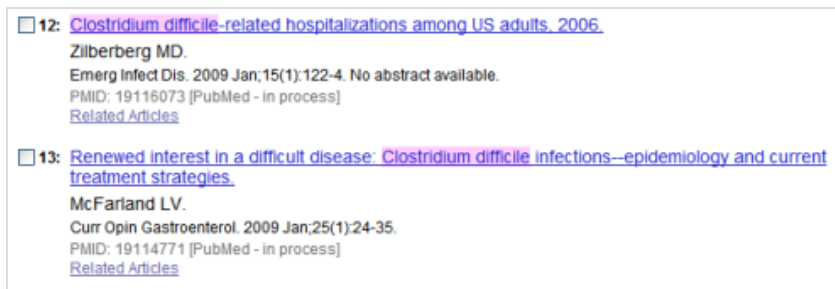 12: Clostridium difficile-related hospitalizations among US adults, 2006.
Zilberberg MD.
Emerg Infect Dis. 2009 Jan;15(1):122-4. No abstract available.
PMID: 19116073 [PubMed - in process]
Related Articles
13: Renewed interest in a difficult disease: Clostridium difficile infections--epidemiology and current
treatment strategies.
McFarland LV.
Curr Opin Gastroenterol. 2009 Jan;25(1):24-35.
PMID: 19114771 [PubMed - in process]
Related Articles